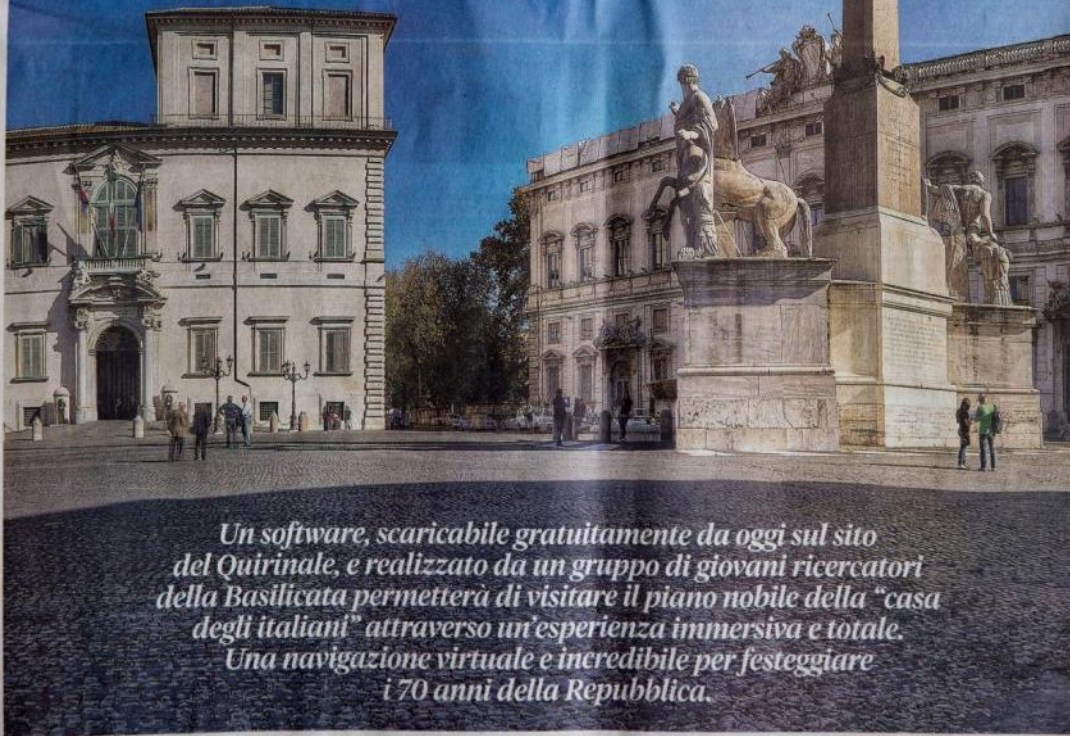 Un software, scaricabile gratuitamente da oggi sul sito
del Quirinale, e realizzato da un gruppo di giovani ricercatori
della Basilicata permetterà di visitare il piano nobile della “casa
degli italiani” attraverso un'esperienza immersiva e totale.
Una navigazione virtuale e incredibile per festeggiare
i 70 anni della Repubblica.